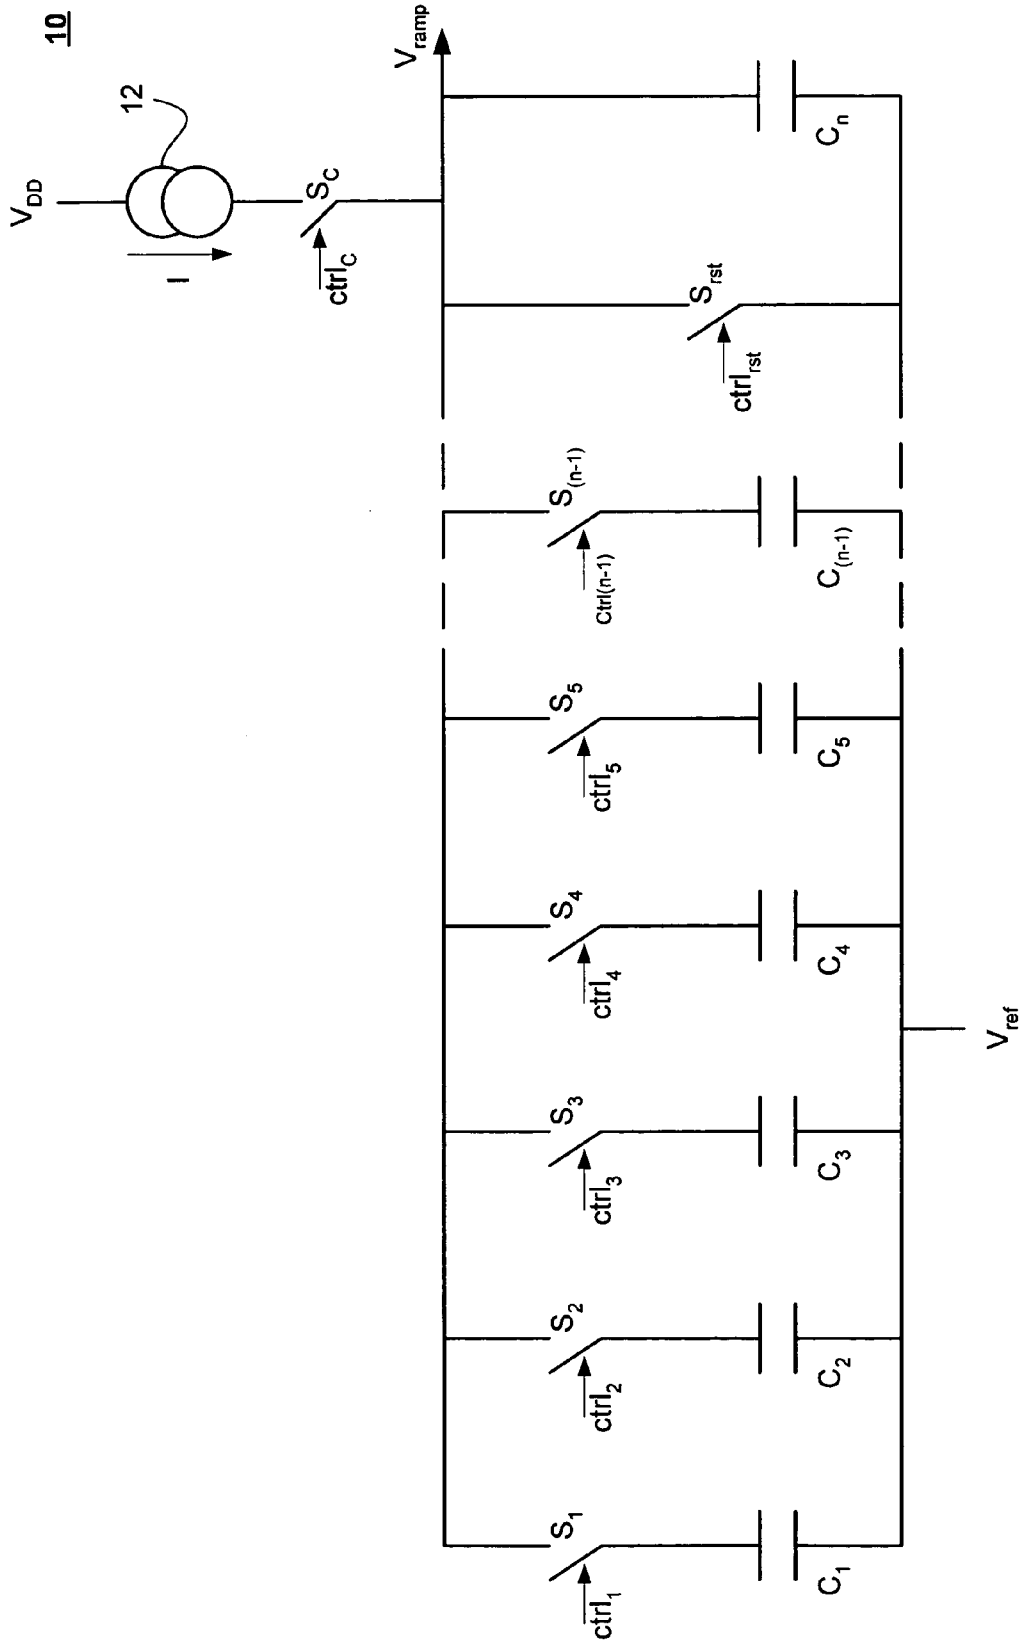 10
V_DD
12
I
S_C
ctrl_C
V_ramp
S_1
ctrl_1
C_1
S_2
ctrl_2
C_2
S_3
ctrl_3
C_3
S_4
ctrl_4
C_4
S_5
ctrl_5
C_5
S_(n-1)
Ctrl(n-1)
C_(n-1)
S_rst
ctrl_rst
C_n
V_ref